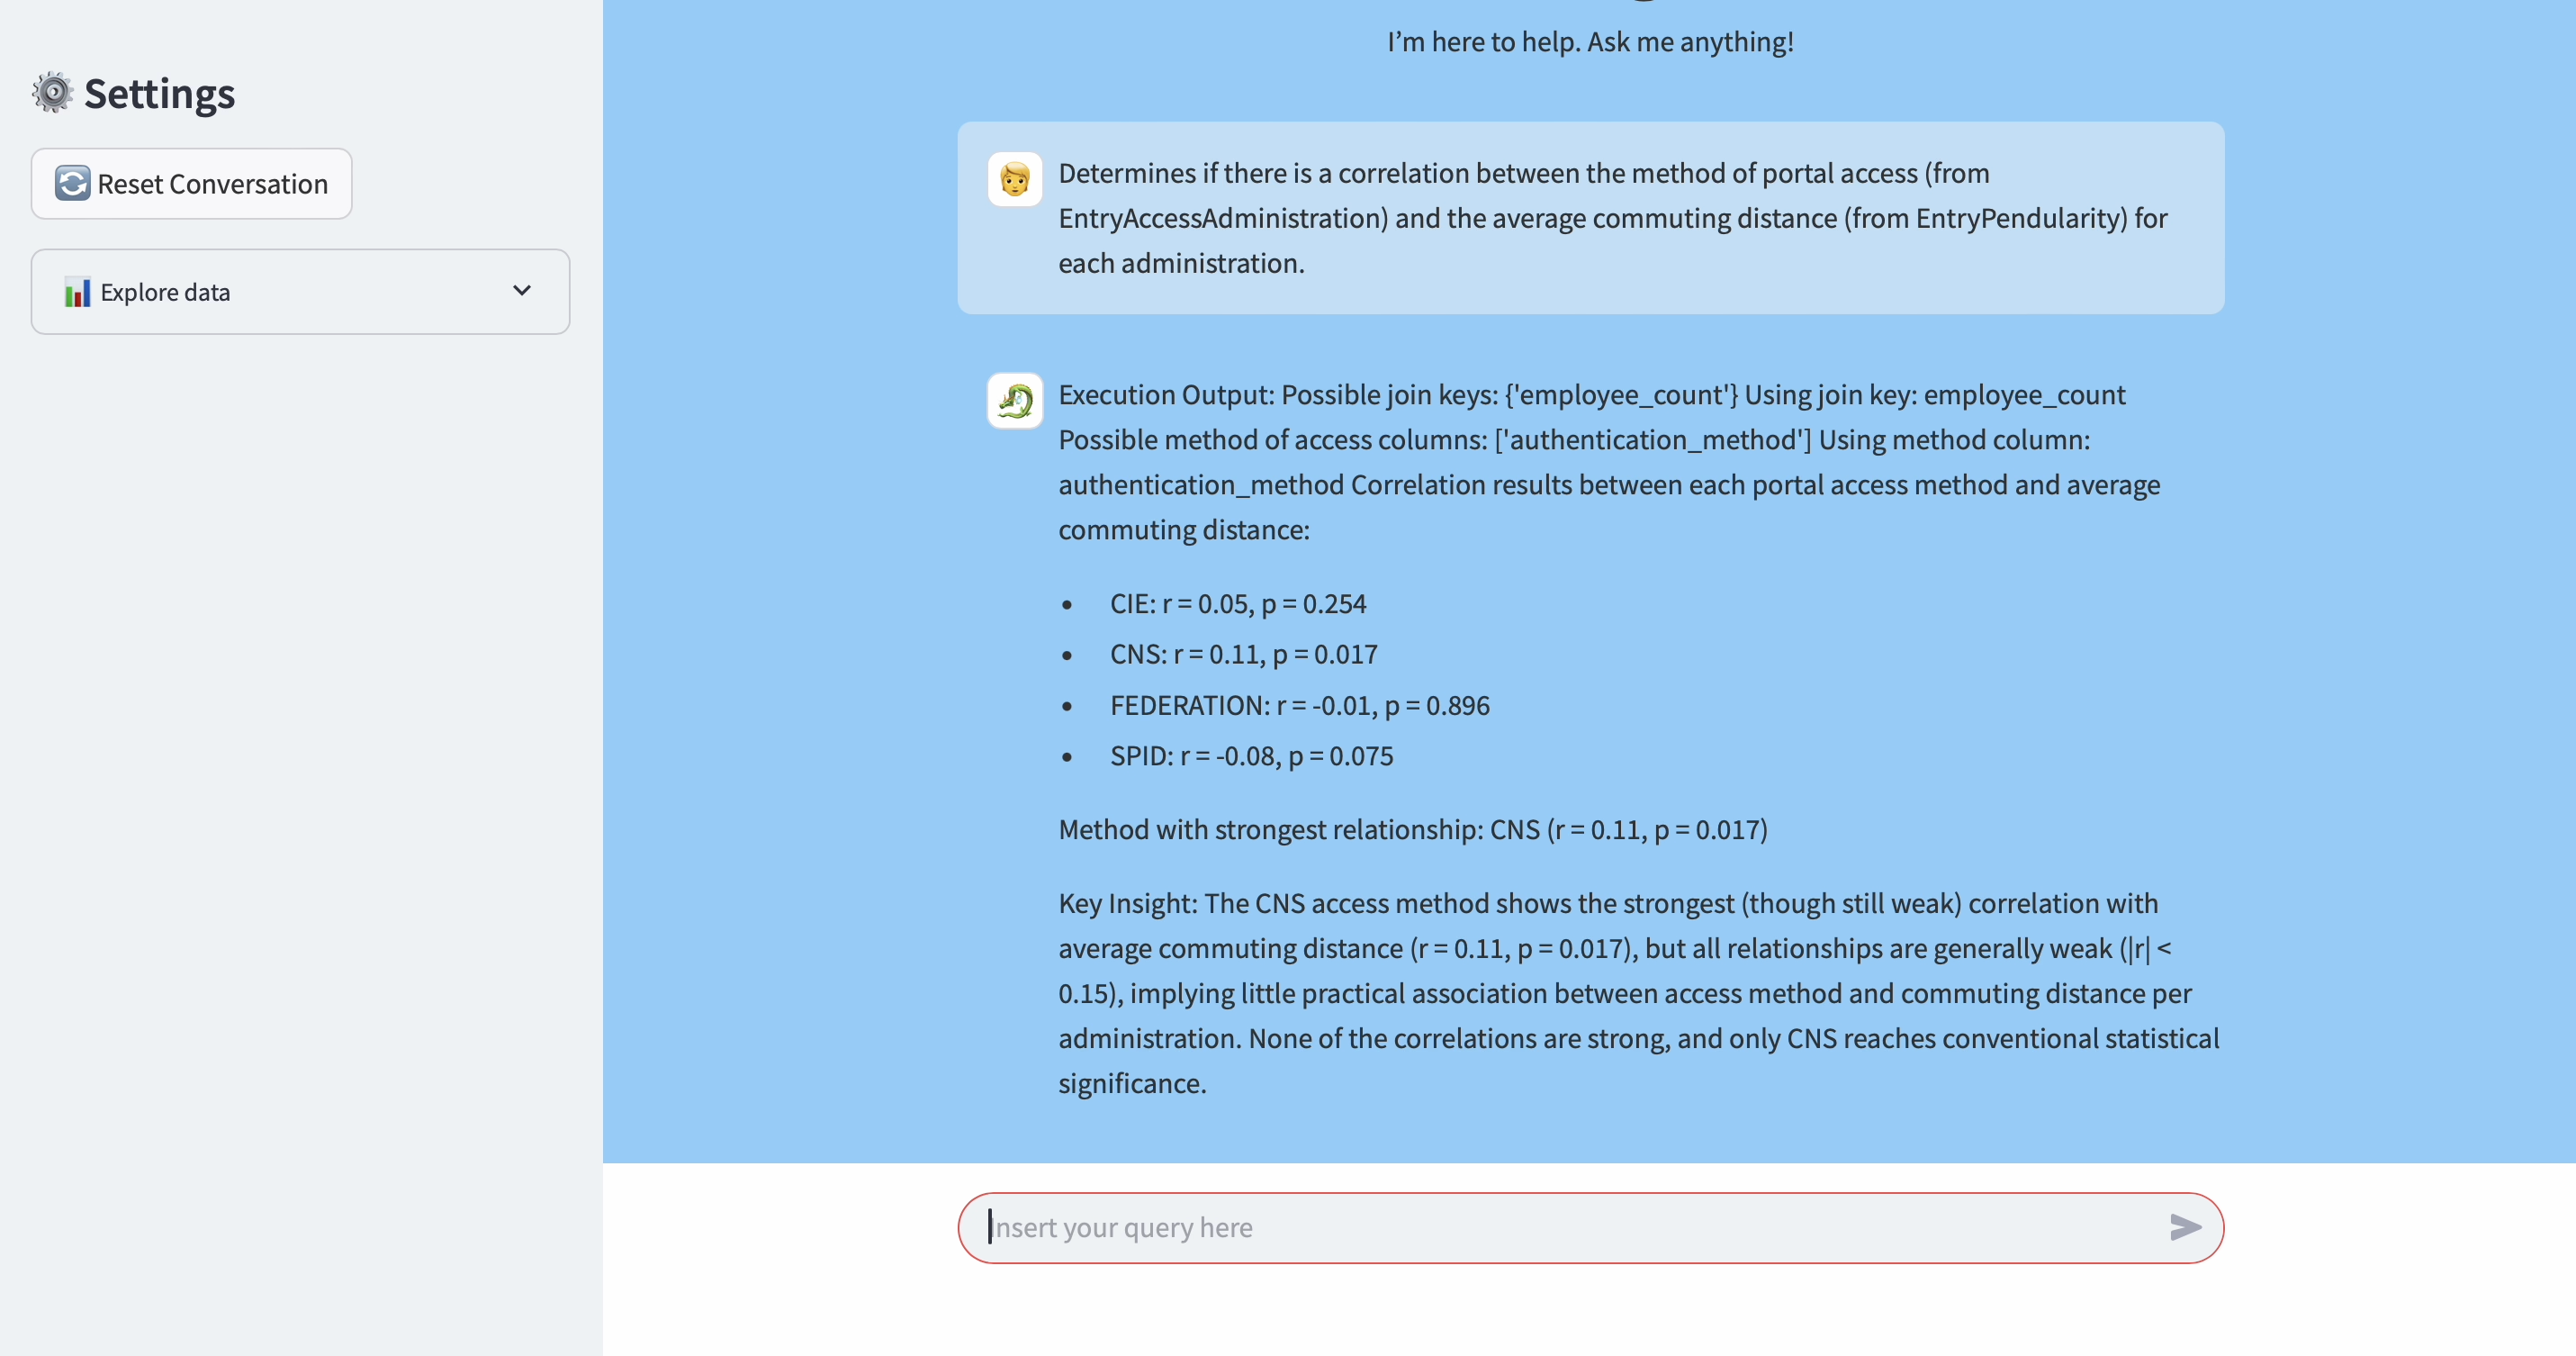 Settings
Reset Conversation
Explore data
I’m here to help. Ask me anything!
Determines if there is a correlation between the method of portal access (from
EntryAccessAdministration) and the average commuting distance (from EntryPendularity) for
each administration.
Execution Output: Possible join keys: {'employee_count'} Using join key: employee_count
Possible method of access columns: ['authentication_method'] Using method column:
authentication_method Correlation results between each portal access method and average
commuting distance:
• CIE: r = 0.05, p = 0.254
• CNS: r = 0.11, p = 0.017
• FEDERATION: r = -0.01, p = 0.896
• SPID: r = -0.08, p = 0.075
Method with strongest relationship: CNS (r = 0.11, p = 0.017)
Key Insight: The CNS access method shows the strongest (though still weak) correlation with
average commuting distance (r = 0.11, p = 0.017), but all relationships are generally weak (|r| <
0.15), implying little practical association between access method and commuting distance per
administration. None of the correlations are strong, and only CNS reaches conventional statistical
significance.
Insert your query here